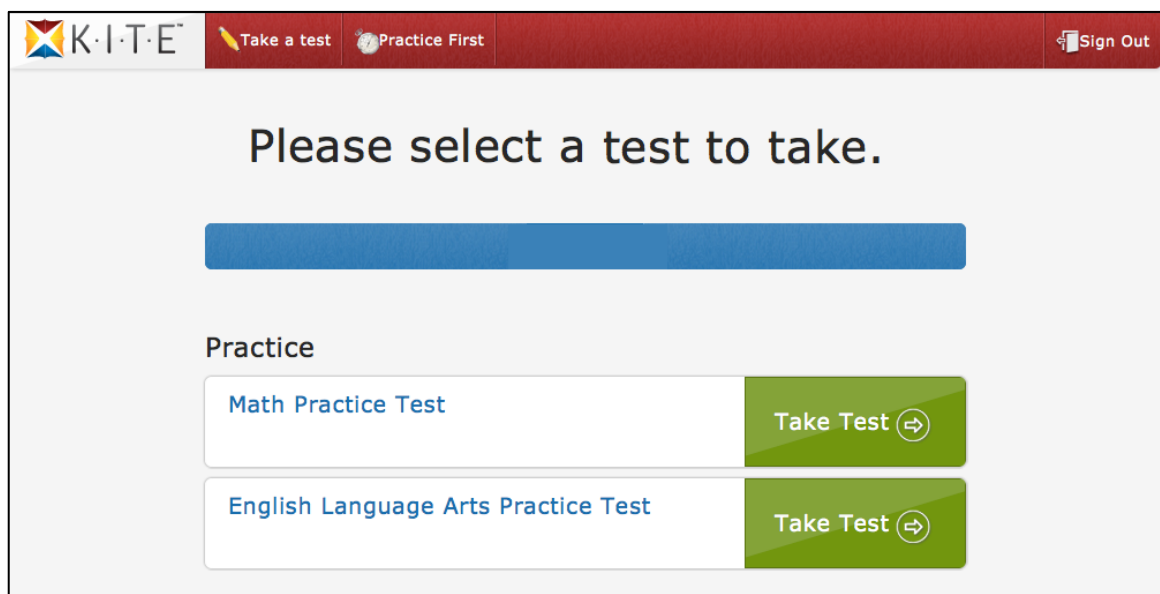 K·I·T·E™ Take a test Practice First Sign Out
Please select a test to take.
Practice
Math Practice Test
Take Test
English Language Arts Practice Test
Take Test